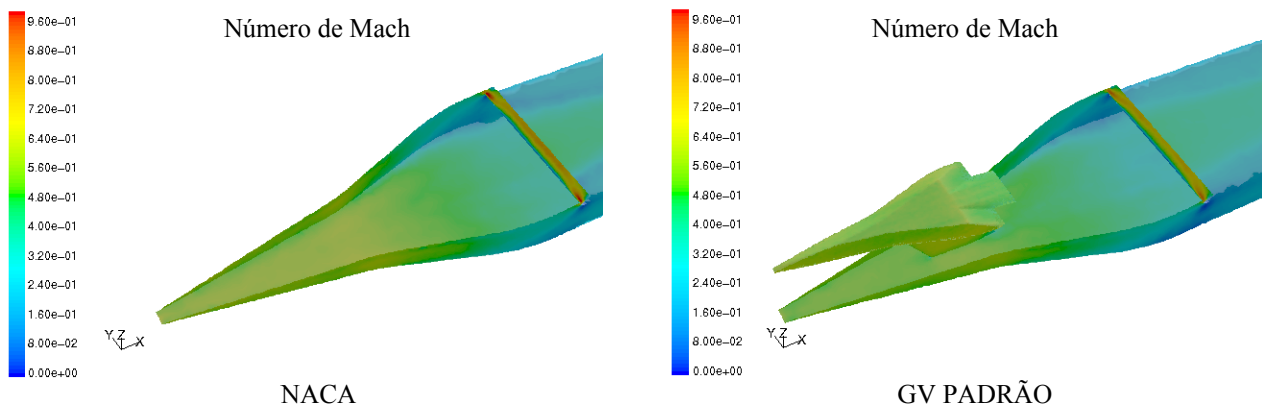 Número de Mach
9.60e-01
8.80e-01
8.00e-01
7.20e-01
6.40e-01
5.60e-01
4.80e-01
4.00e-01
3.20e-01
2.40e-01
1.60e-01
8.00e-02
0.00e+00
Y Z X
NACA
Número de Mach
9.60e-01
8.80e-01
8.00e-01
7.20e-01
6.40e-01
5.60e-01
4.80e-01
4.00e-01
3.20e-01
2.40e-01
1.60e-01
8.00e-02
0.00e+00
Y Z X
GV PADRÃO